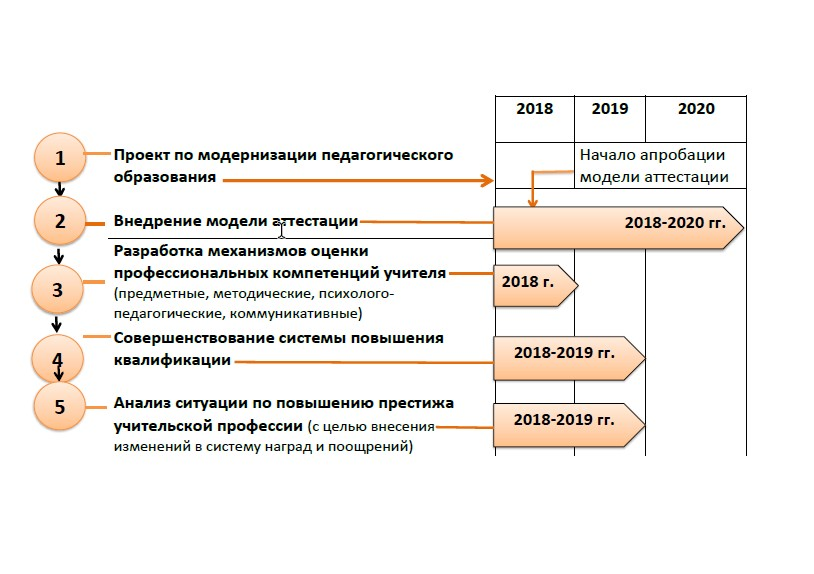 2018 2019 2020
1
Проект по модернизации педагогического
образования
Начало апробации
модели аттестации
2
Внедрение модели аттестации
2018-2020 гг.
3
Разработка механизмов оценки
профессиональных компетенций учителя
(предметные, методические, психолого-
педагогические, коммуникативные)
2018 г.
4
Совершенствование системы повышения
квалификации
2018-2019 гг.
5
Анализ ситуации по повышению престижа
учительской профессии (с целью внесения
изменений в систему наград и поощрений)
2018-2019 гг.